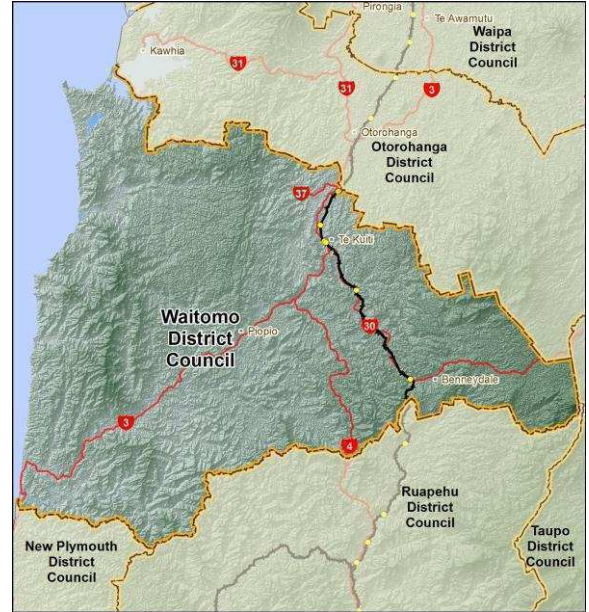 Pirongia
Te Awamutu
Waipa
District
Council
Kawhia
31
31
3
Otorohanga
Otorohanga
District
Council
37
Te Kuiti
Waitomo
District
Council
Piopio
30
Benneydale
3
4
Ruapehu
District
Council
New Plymouth
District
Council
Taupo
District
Council